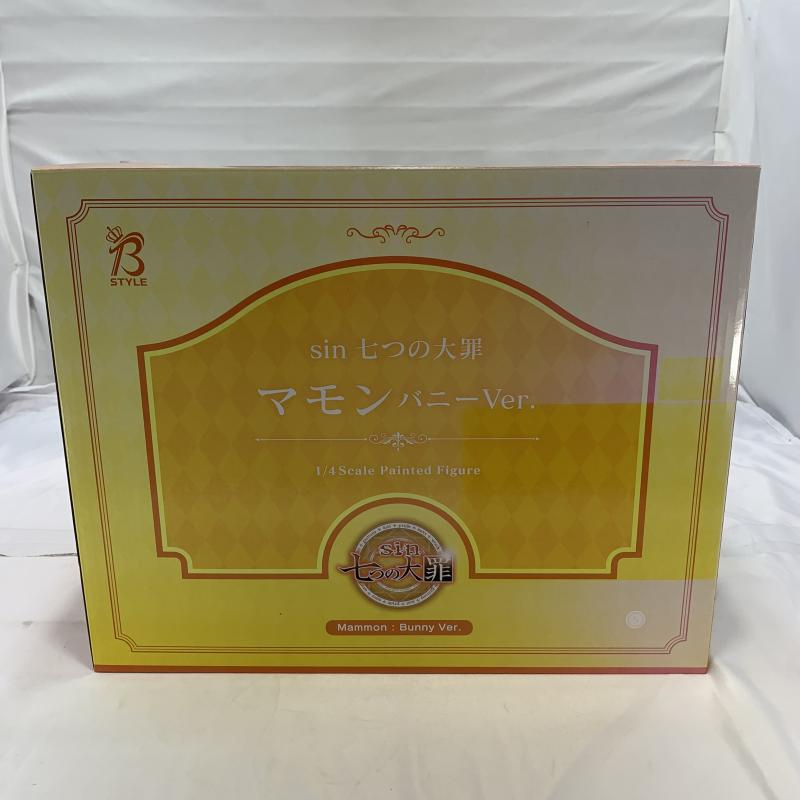 B
STYLE
sin 七つの大罪
マモン バニーVer.
1/4 Scale Painted Figure
sin
七つの大罪
Mammon : Bunny Ver.